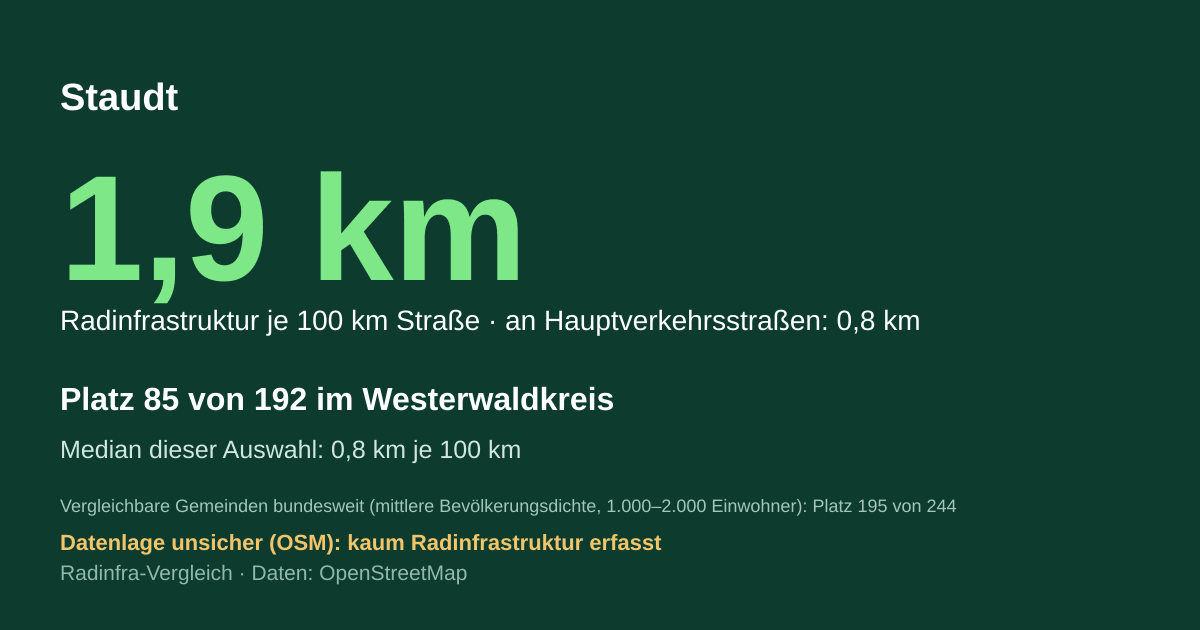 Staudt
1,9 km
Radinfrastruktur je 100 km Straße · an Hauptverkehrsstraßen: 0,8 km
Platz 85 von 192 im Westerwaldkreis
Median dieser Auswahl: 0,8 km je 100 km
Vergleichbare Gemeinden bundesweit (mittlere Bevölkerungsdichte, 1.000–2.000 Einwohner): Platz 195 von 244
Datenlage unsicher (OSM): kaum Radinfrastruktur erfasst
Radinfra-Vergleich · Daten: OpenStreetMap